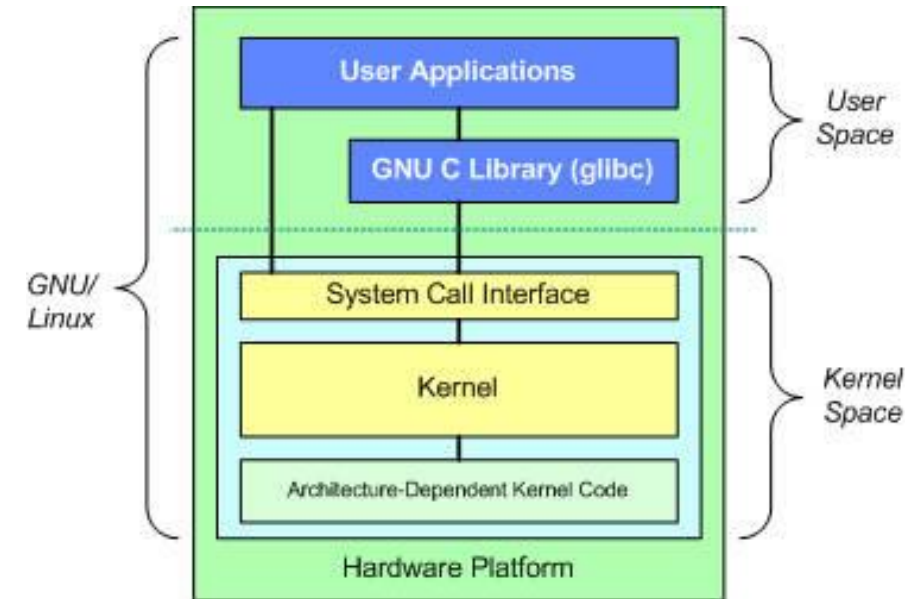 User Applications
GNU C Library (glibc)
User
Space
GNU/
Linux
System Call Interface
Kernel
Architecture-Dependent Kernel Code
Kernel
Space
Hardware Platform